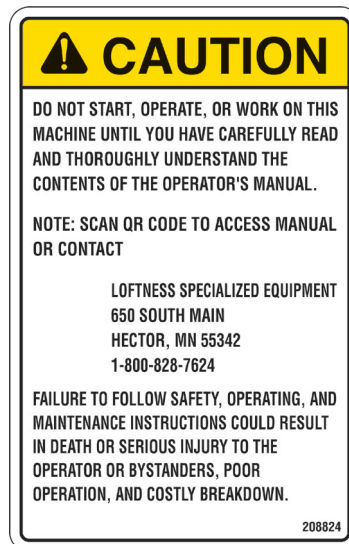 CAUTION
DO NOT START, OPERATE, OR WORK ON THIS
MACHINE UNTIL YOU HAVE CAREFULLY READ
AND THOROUGHLY UNDERSTAND THE
CONTENTS OF THE OPERATOR'S MANUAL.
NOTE: SCAN QR CODE TO ACCESS MANUAL
OR CONTACT
LOFTNESS SPECIALIZED EQUIPMENT
650 SOUTH MAIN
HECTOR, MN 55342
1-800-828-7624
FAILURE TO FOLLOW SAFETY, OPERATING, AND
MAINTENANCE INSTRUCTIONS COULD RESULT
IN DEATH OR SERIOUS INJURY TO THE
OPERATOR OR BYSTANDERS, POOR
OPERATION, AND COSTLY BREAKDOWN.
208824